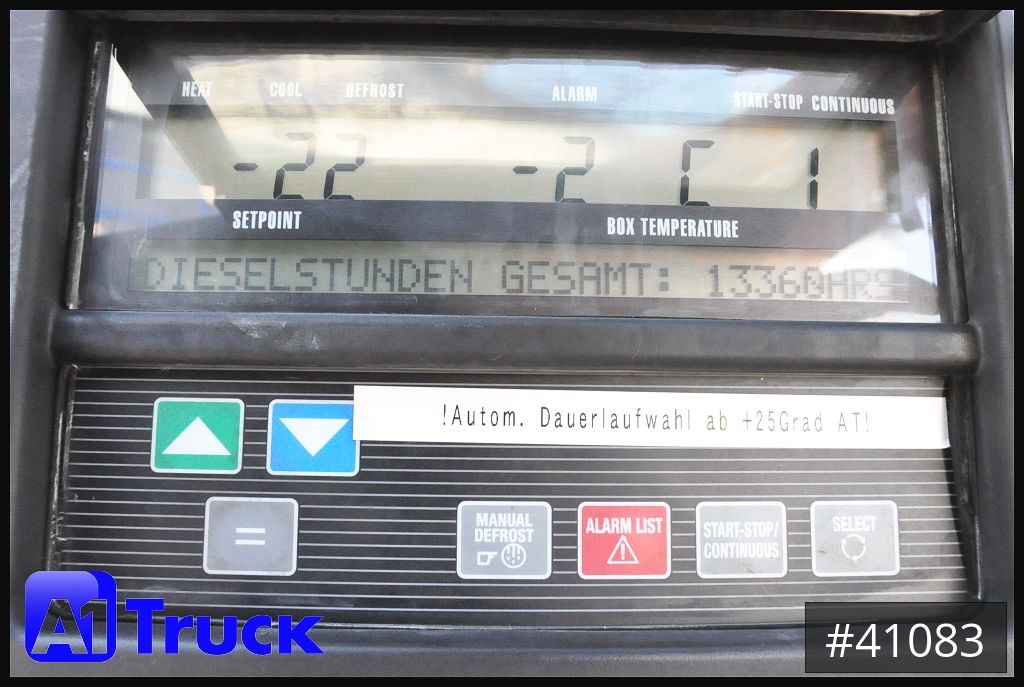 HEAT COOL DEFROST ALARM START-STOP CONTINUOUS
-22 -2 C 1
SETPOINT BOX TEMPERATURE
DIESELSTUNDEN GESAMT: 13360HRS
!Autom. Dauerlaufwahl ab +25Grad AT!
=
MANUAL DEFROST
ALARM LIST
START-STOP/ CONTINUOUS
SELECT
A1 Truck
#41083